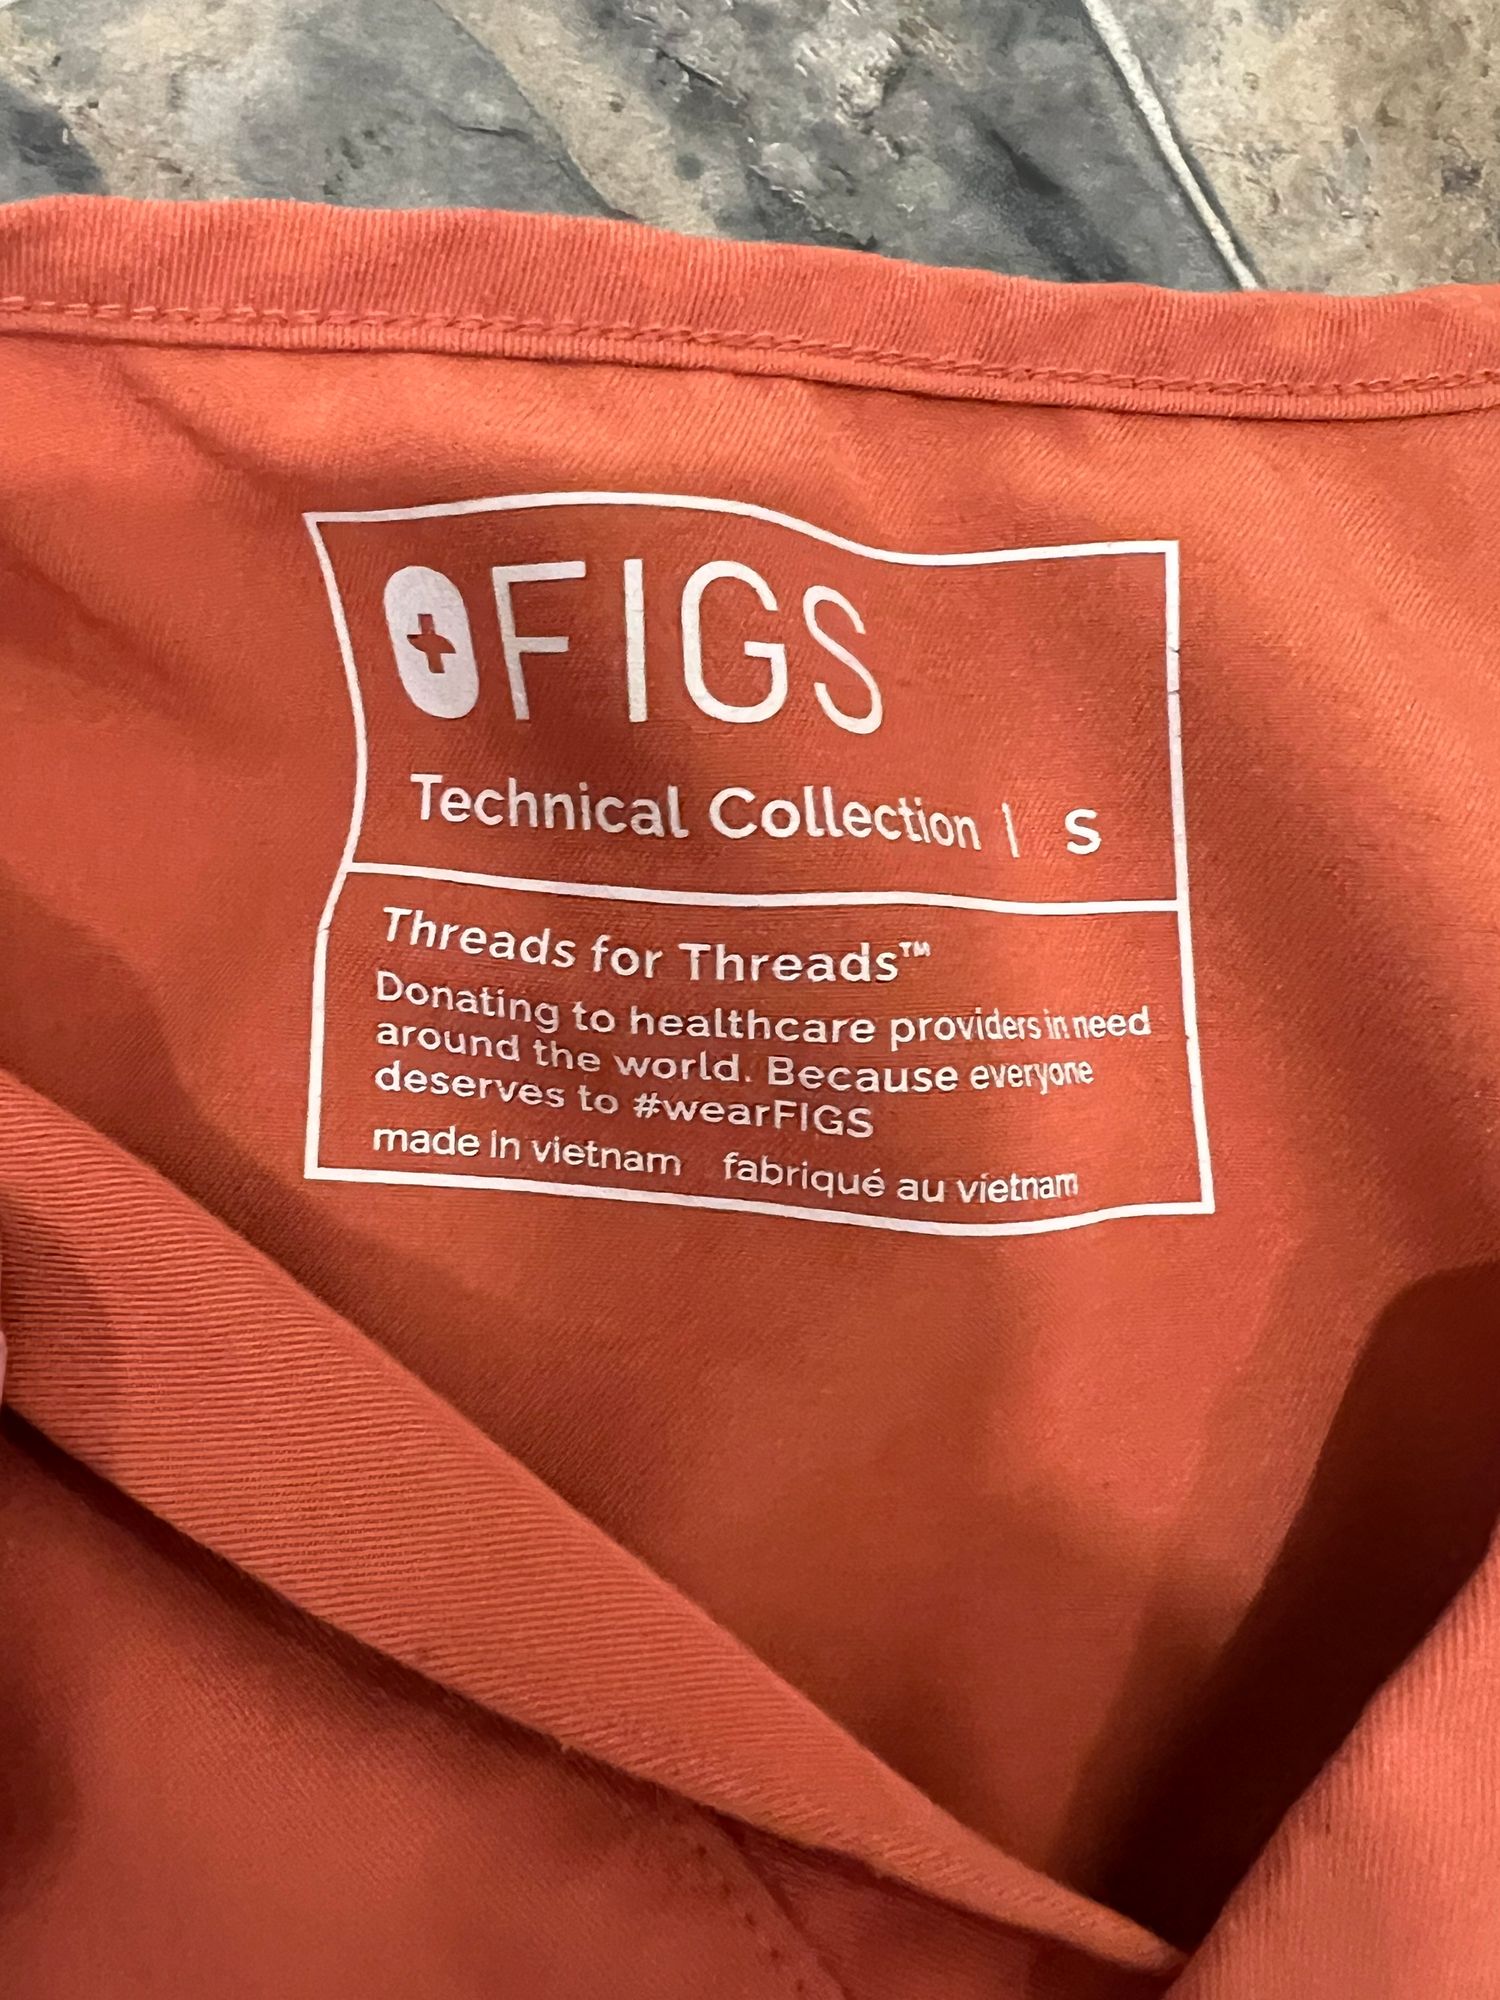 FIGS
Technical Collection | S
Threads for Threads™
Donating to healthcare providers in need
around the world. Because everyone
deserves to #wearFIGS
made in vietnam fabriqué au vietnam